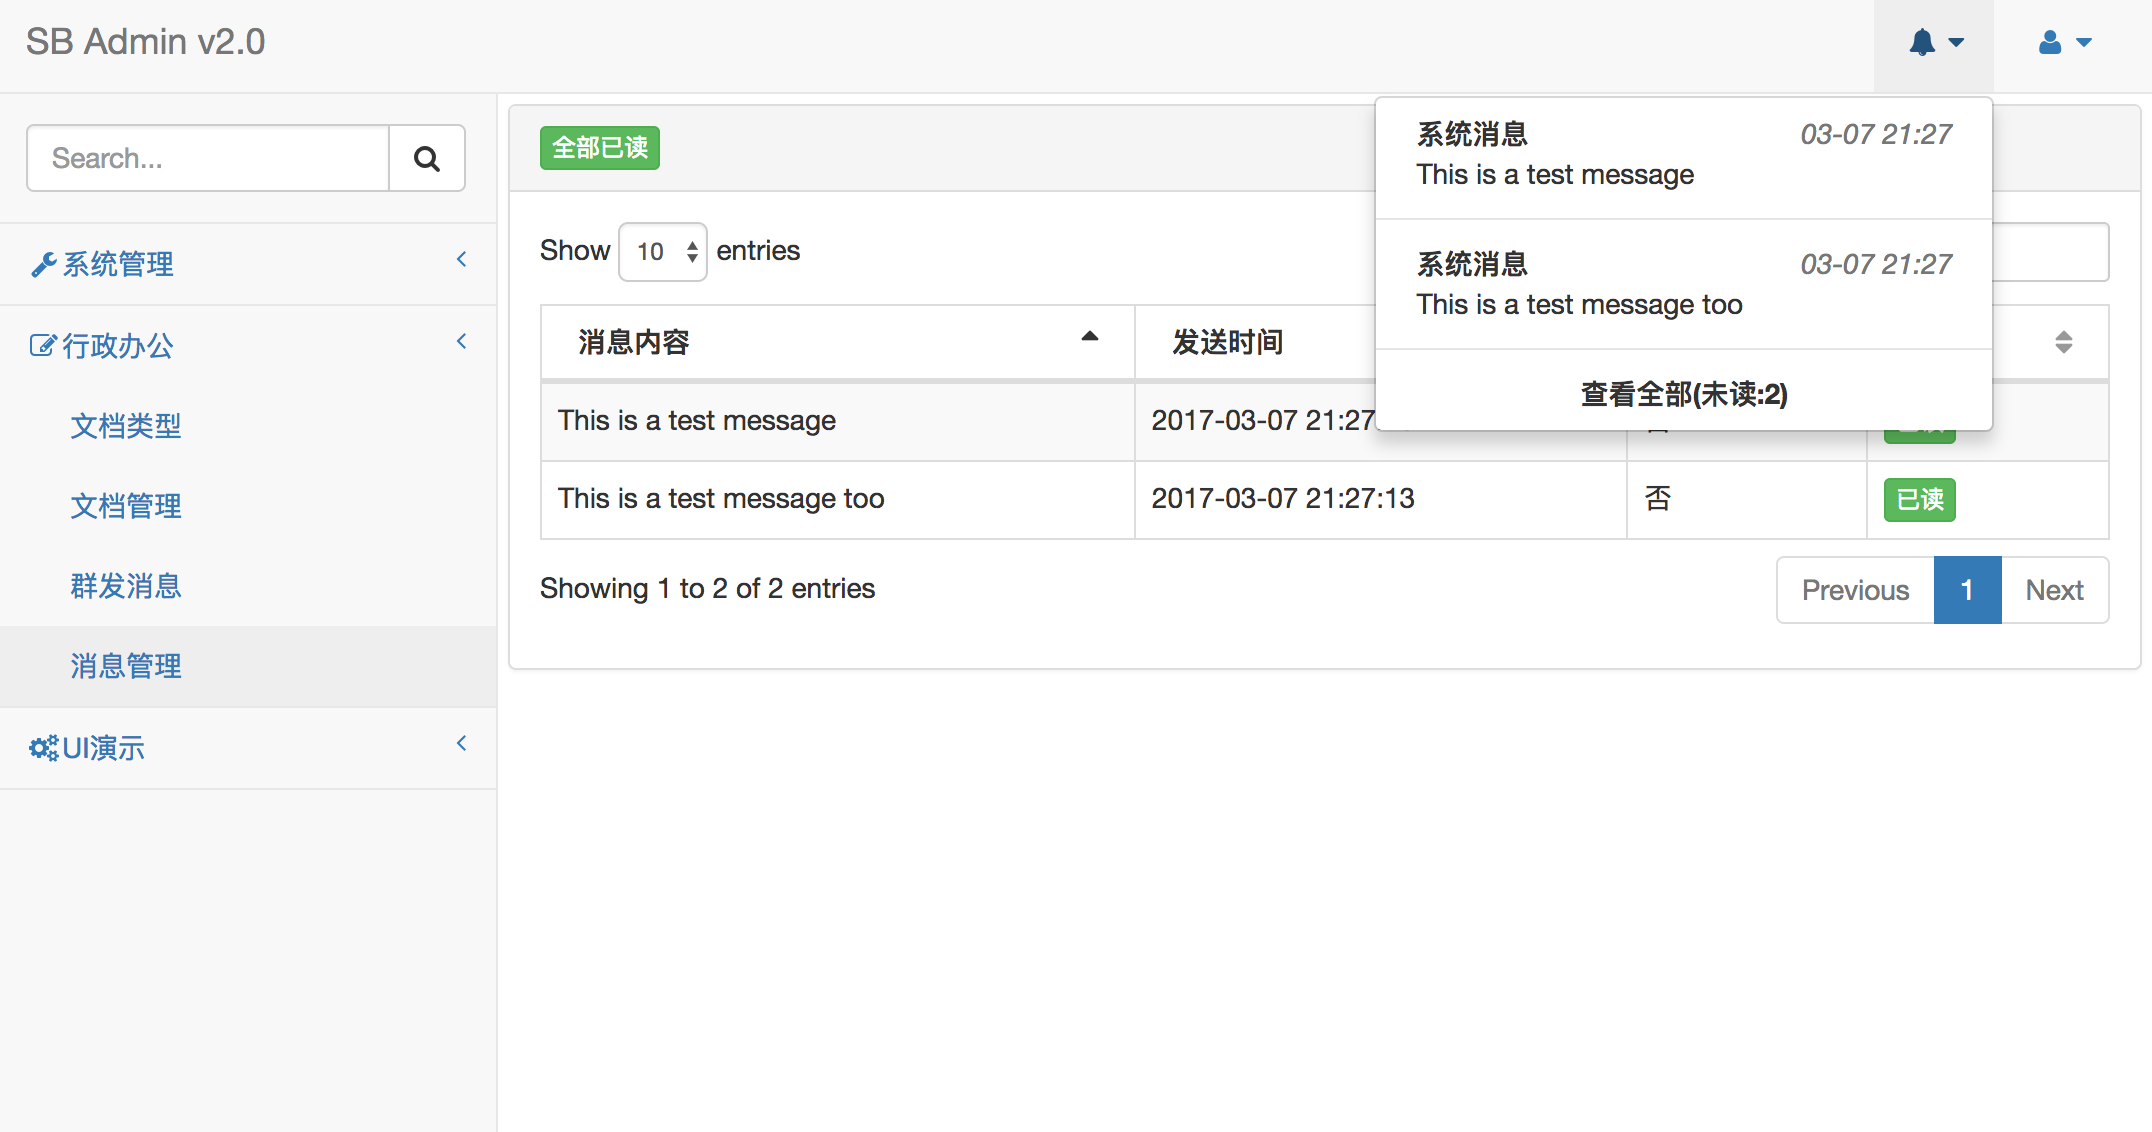 SB Admin v2.0
Search...
系统管理
行政办公
文档类型
文档管理
群发消息
消息管理
UI演示
全部已读
系统消息 03-07 21:27
This is a test message
系统消息 03-07 21:27
This is a test message too
查看全部(未读:2)
Show 10 entries
消息内容 发送时间
This is a test message 2017-03-07 21:27
This is a test message too 2017-03-07 21:27:13 否 已读
Showing 1 to 2 of 2 entries
Previous 1 Next